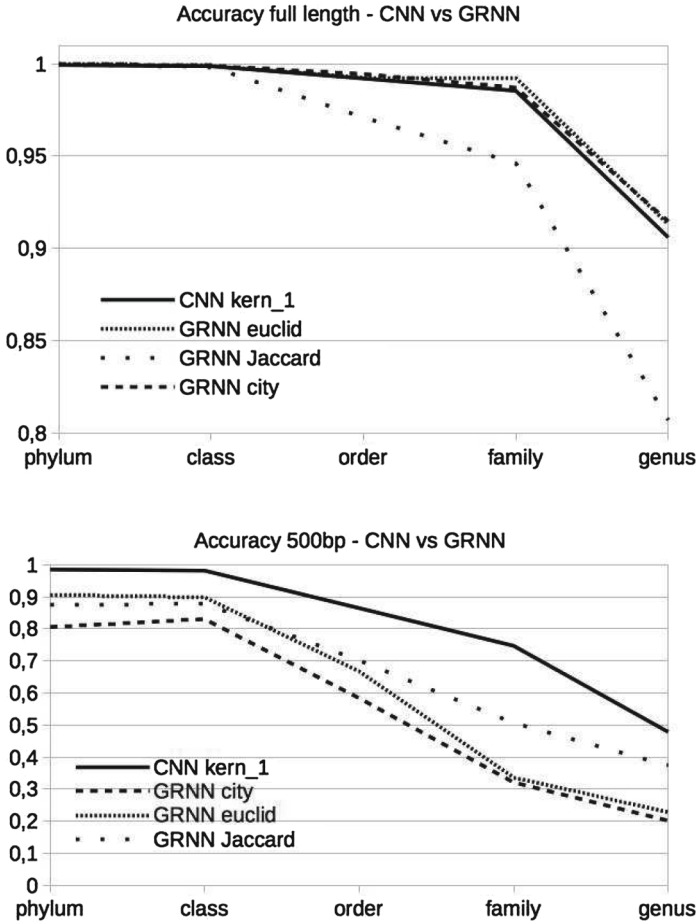 Accuracy full length - CNN vs GRNN
1
0,95
0,9
0,85
0,8
CNN kern_1
GRNN euclid
GRNN Jaccard
GRNN city
phylum class order family genus
Accuracy 500bp - CNN vs GRNN
1
0,9
0,8
0,7
0,6
0,5
0,4
0,3
0,2
0,1
0
CNN kern_1
GRNN city
GRNN euclid
GRNN Jaccard
phylum class order family genus